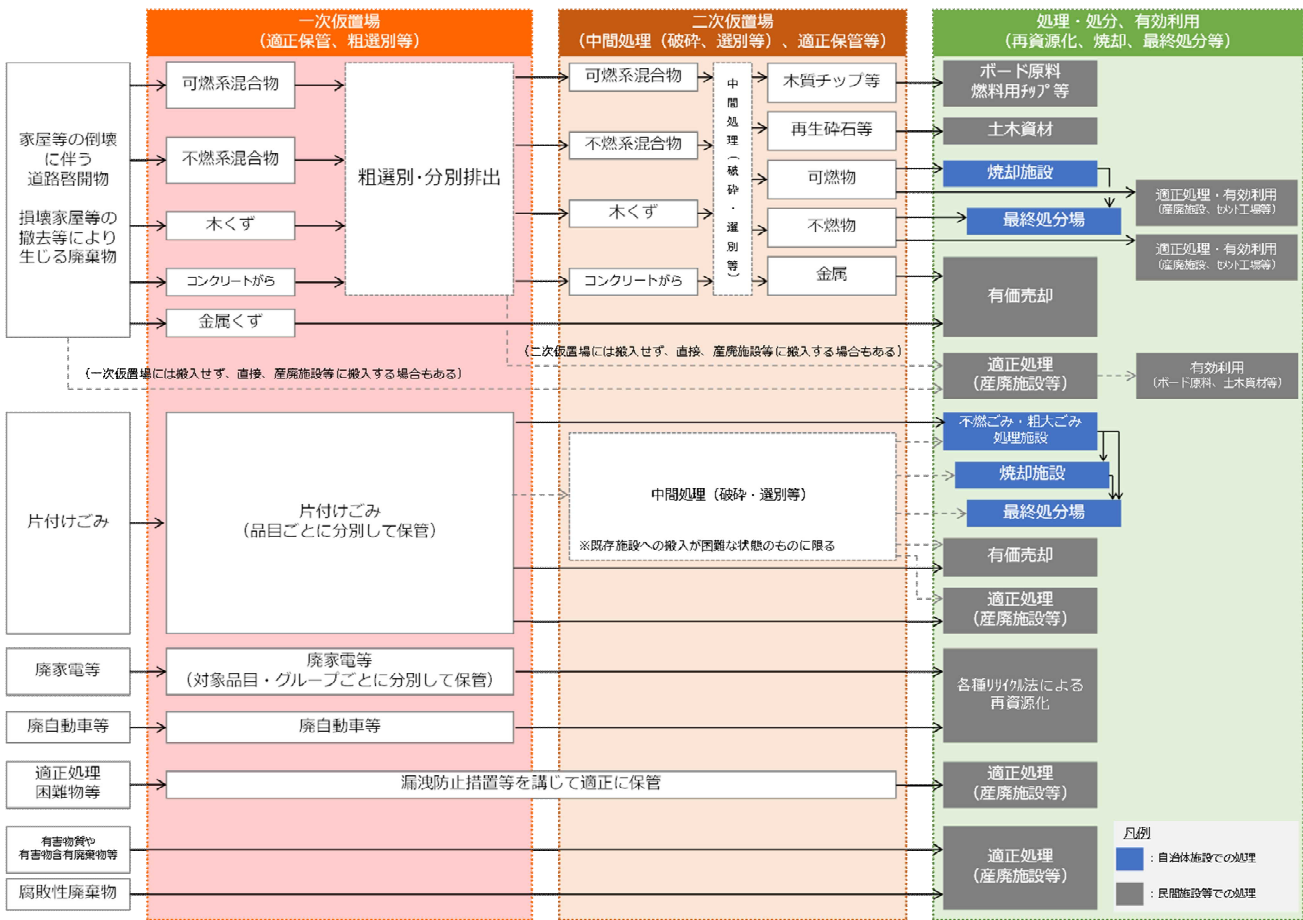 一次仮置場
（適正保管、粗選別等）
二次仮置場
（中間処理（破砕、選別等）、適正保管等）
処理・処分、有効利用
（再資源化、焼却、最終処分等）
家屋等の倒壊
に伴う
道路啓開物
損壊家屋等の
撤去等により
生じる廃棄物
可燃系混合物
不燃系混合物
木くず
コンクリートがら
金属くず
粗選別・分別排出
可燃系混合物
不燃系混合物
木くず
コンクリートがら
中間処理（破砕・選別等）
木質チップ等
再生砕石等
可燃物
不燃物
金属
ボード原料
燃料用ﾁｯﾌﾟ等
土木資材
焼却施設
最終処分場
適正処理・有効利用
（産廃施設、ｾﾒﾝﾄ工場等）
適正処理・有効利用
（産廃施設、ｾﾒﾝﾄ工場等）
有価売却
（二次仮置場には搬入せず、直接、産廃施設等に搬入する場合もある）
（一次仮置場には搬入せず、直接、産廃施設等に搬入する場合もある）
適正処理
（産廃施設等）
有効利用
（ボード原料、土木資材等）
片付けごみ
片付けごみ
（品目ごとに分別して保管）
中間処理（破砕・選別等）
※既存施設への搬入が困難な状態のものに限る
不燃ごみ・粗大ごみ
処理施設
焼却施設
最終処分場
有価売却
適正処理
（産廃施設等）
廃家電等
廃家電等
（対象品目・グループごとに分別して保管）
各種ﾘｻｲｸﾙ法による
再資源化
廃自動車等
廃自動車等
適正処理
困難物等
漏洩防止措置等を講じて適正に保管
適正処理
（産廃施設等）
有害物質や
有害物含有廃棄物等
腐敗性廃棄物
適正処理
（産廃施設等）
凡例
：自治体施設での処理
：民間施設等での処理